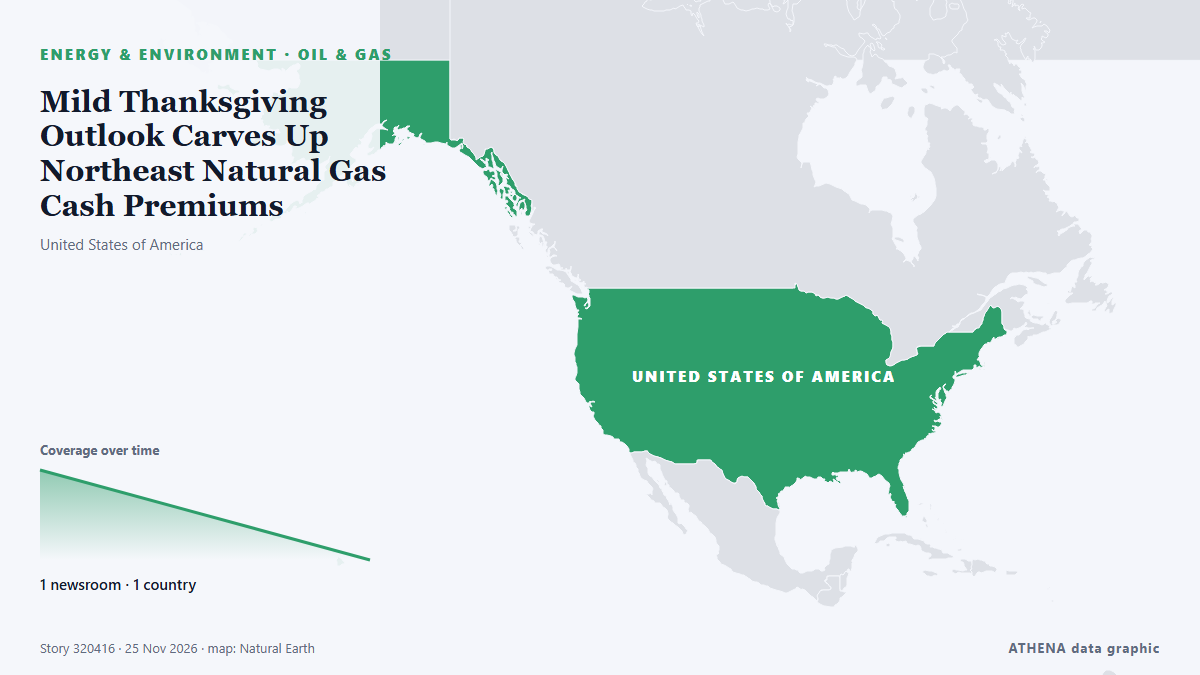 ENERGY & ENVIRONMENT · OIL & GAS
Mild Thanksgiving
Outlook Carves Up
Northeast Natural Gas
Cash Premiums
United States of America
UNITED STATES OF AMERICA
Coverage over time
1 newsroom · 1 country
Story 320416 · 25 Nov 2026 · map: Natural Earth
ATHENA data graphic